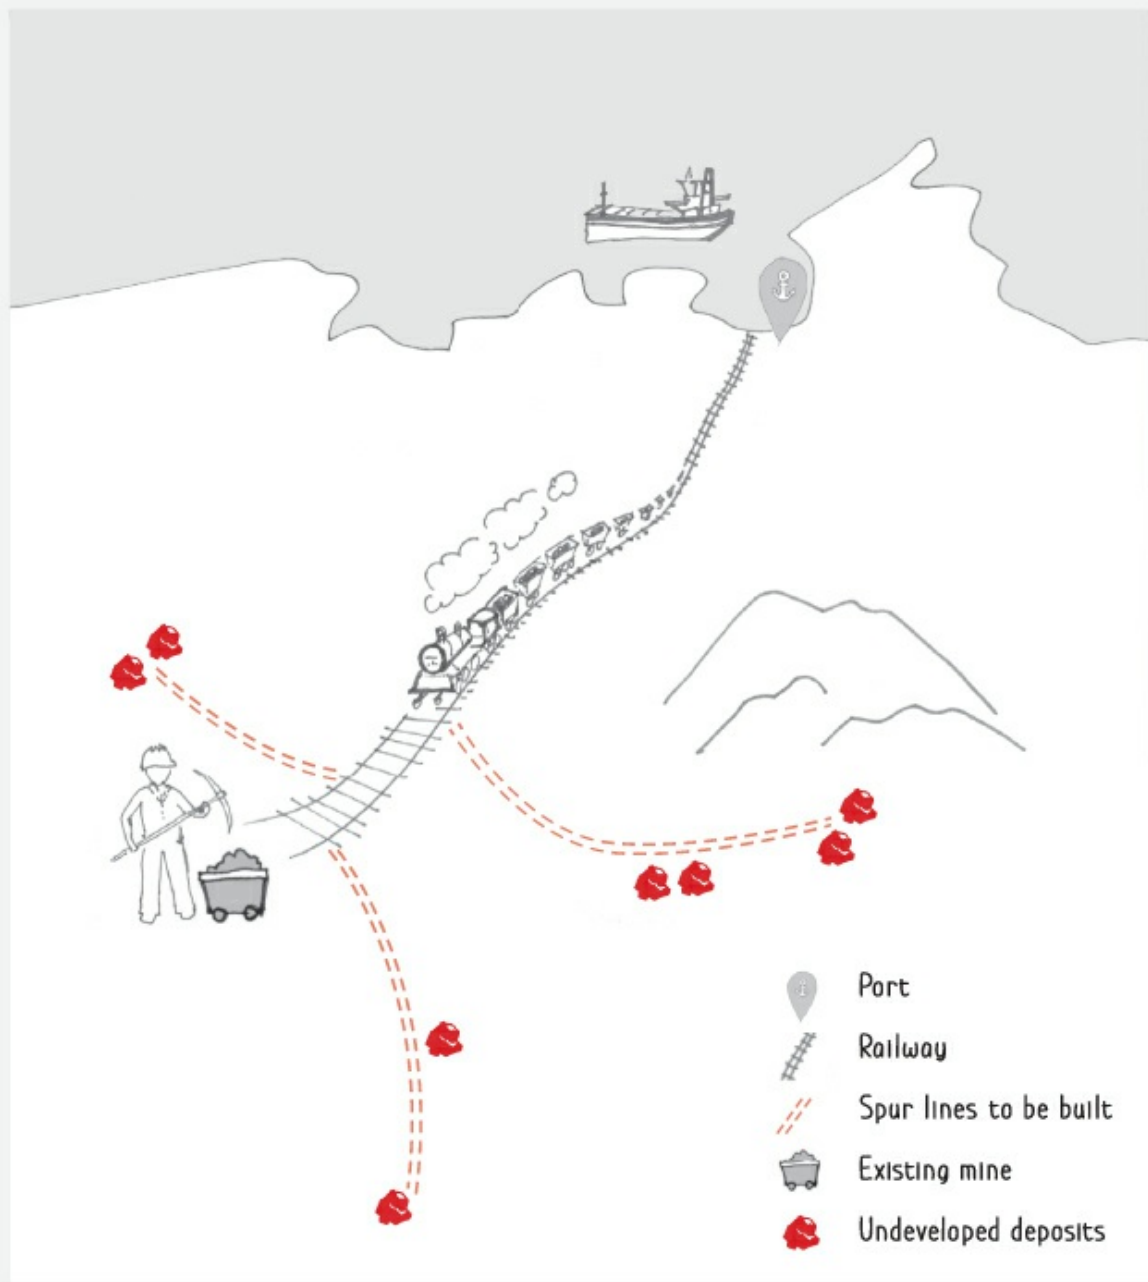 Port
Railway
Spur lines to be built
Existing mine
Undeveloped deposits